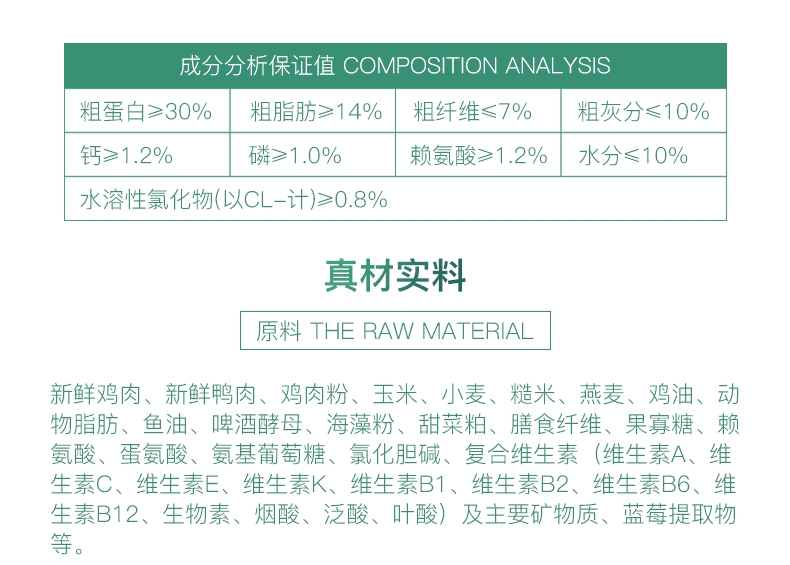 成分分析保证值 COMPOSITION ANALYSIS
粗蛋白≥30% 粗脂肪≥14% 粗纤维≤7% 粗灰分≤10%
钙≥1.2% 磷≥1.0% 赖氨酸≥1.2% 水分≤10%
水溶性氯化物(以CL-计)≥0.8%
真材实料
原料 THE RAW MATERIAL
新鲜鸡肉、新鲜鸭肉、鸡肉粉、玉米、小麦、糙米、燕麦、鸡油、动
物脂肪、鱼油、啤酒酵母、海藻粉、甜菜粕、膳食纤维、果寡糖、赖
氨酸、蛋氨酸、氨基葡萄糖、氯化胆碱、复合维生素（维生素A、维
生素C、维生素E、维生素K、维生素B1、维生素B2、维生素B6、维
生素B12、生物素、烟酸、泛酸、叶酸）及主要矿物质、蓝莓提取物
等。